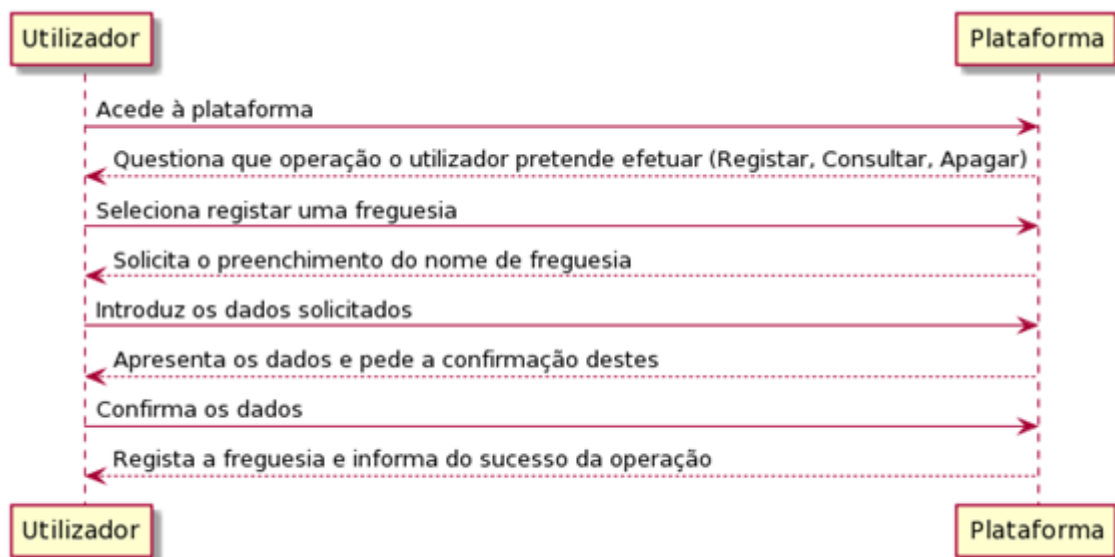 Utilizador
Plataforma
Acede à plataforma
Questiona que operação o utilizador pretende efetuar (Registar, Consultar, Apagar)
Seleciona registar uma freguesia
Solicita o preenchimento do nome de freguesia
Introduz os dados solicitados
Apresenta os dados e pede a confirmação destes
Confirma os dados
Regista a freguesia e informa do sucesso da operação
Utilizador
Plataforma